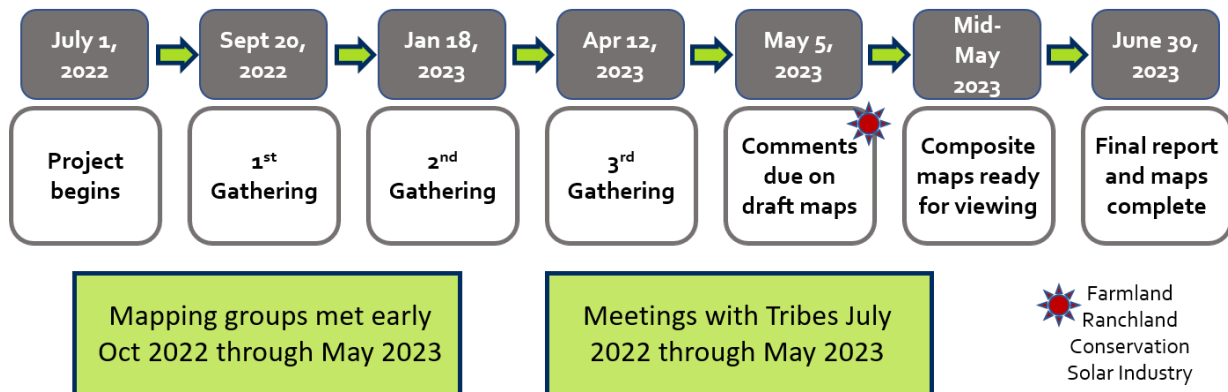 July 1,
2022
Sept 20,
2022
Jan 18,
2023
Apr 12,
2023
May 5,
2023
Mid-
May
2023
June 30,
2023
Project
begins
1st
Gathering
2nd
Gathering
3rd
Gathering
Comments
due on
draft maps
Composite
maps ready
for viewing
Final report
and maps
complete
Mapping groups met early
Oct 2022 through May 2023
Meetings with Tribes July
2022 through May 2023
Farmland
Ranchland
Conservation
Solar Industry